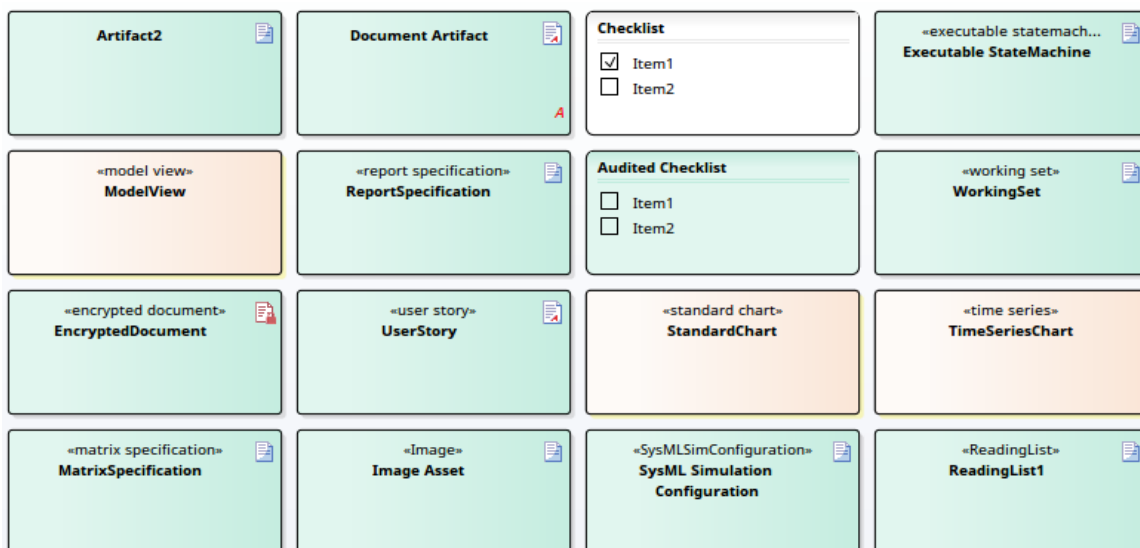 Artifact2
Document Artifact
A
Checklist
Item1
Item2
«executable statemach...
Executable StateMachine
«model view»
ModelView
«report specification»
ReportSpecification
Audited Checklist
Item1
Item2
«working set»
WorkingSet
«encrypted document»
EncryptedDocument
«user story»
UserStory
«standard chart»
StandardChart
«time series»
TimeSeriesChart
«matrix specification»
MatrixSpecification
«Image»
Image Asset
«SysMLSimConfiguration»
SysML Simulation
Configuration
«ReadingList»
ReadingList1